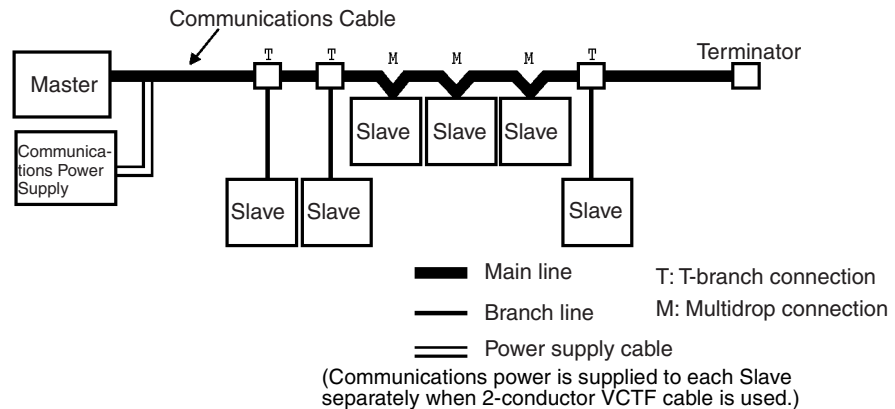 Communications Cable
T T M M M T
Terminator
Master
Slave Slave Slave
Communica-
tions Power
Supply
Slave Slave Slave
Main line
T: T-branch connection
Branch line
M: Multidrop connection
Power supply cable
(Communications power is supplied to each Slave
separately when 2-conductor VCTF cable is used.)